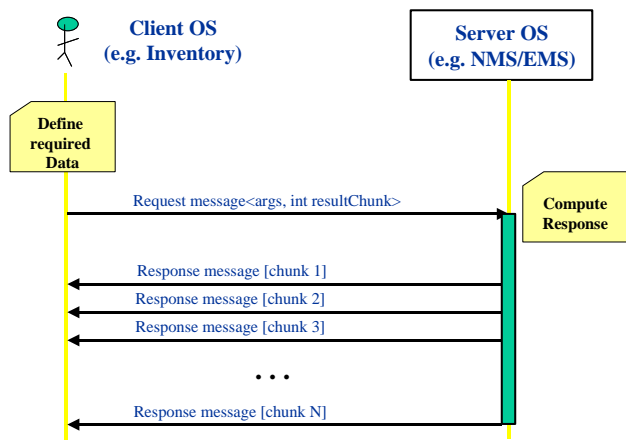 Client OS
(e.g. Inventory)
Server OS
(e.g. NMS/EMS)
Define
required
Data
Request message<args, int resultChunk>
Compute
Response
Response message [chunk 1]
Response message [chunk 2]
Response message [chunk 3]
...
Response message [chunk N]